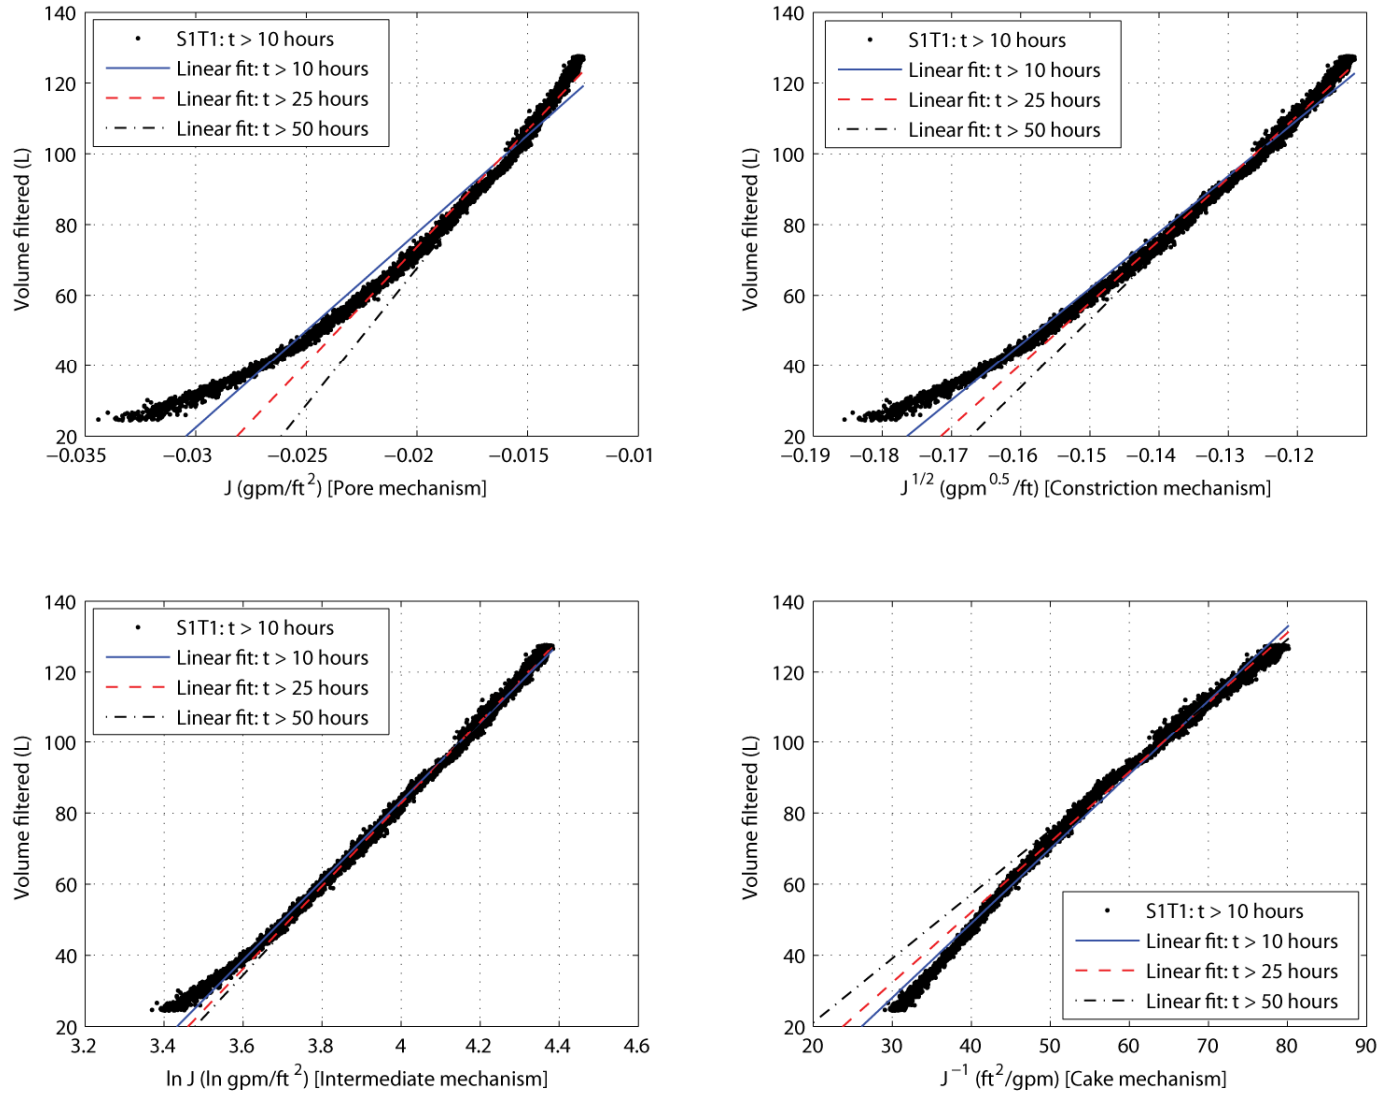 140
120
100
80
60
40
20
Volume filtered (L)
S1T1: t > 10 hours
Linear fit: t > 10 hours
Linear fit: t > 25 hours
Linear fit: t > 50 hours
−0.035 −0.03 −0.025 −0.02 −0.015 −0.01
J (gpm/ft²) [Pore mechanism]
140
120
100
80
60
40
20
Volume filtered (L)
S1T1: t > 10 hours
Linear fit: t > 10 hours
Linear fit: t > 25 hours
Linear fit: t > 50 hours
−0.19 −0.18 −0.17 −0.16 −0.15 −0.14 −0.13 −0.12
J^1/2 (gpm^0.5/ft) [Constriction mechanism]
140
120
100
80
60
40
20
Volume filtered (L)
S1T1: t > 10 hours
Linear fit: t > 10 hours
Linear fit: t > 25 hours
Linear fit: t > 50 hours
3.2 3.4 3.6 3.8 4 4.2 4.4 4.6
ln J (ln gpm/ft ²) [Intermediate mechanism]
140
120
100
80
60
40
20
Volume filtered (L)
S1T1: t > 10 hours
Linear fit: t > 10 hours
Linear fit: t > 25 hours
Linear fit: t > 50 hours
20 30 40 50 60 70 80 90
J⁻¹ (ft²/gpm) [Cake mechanism]